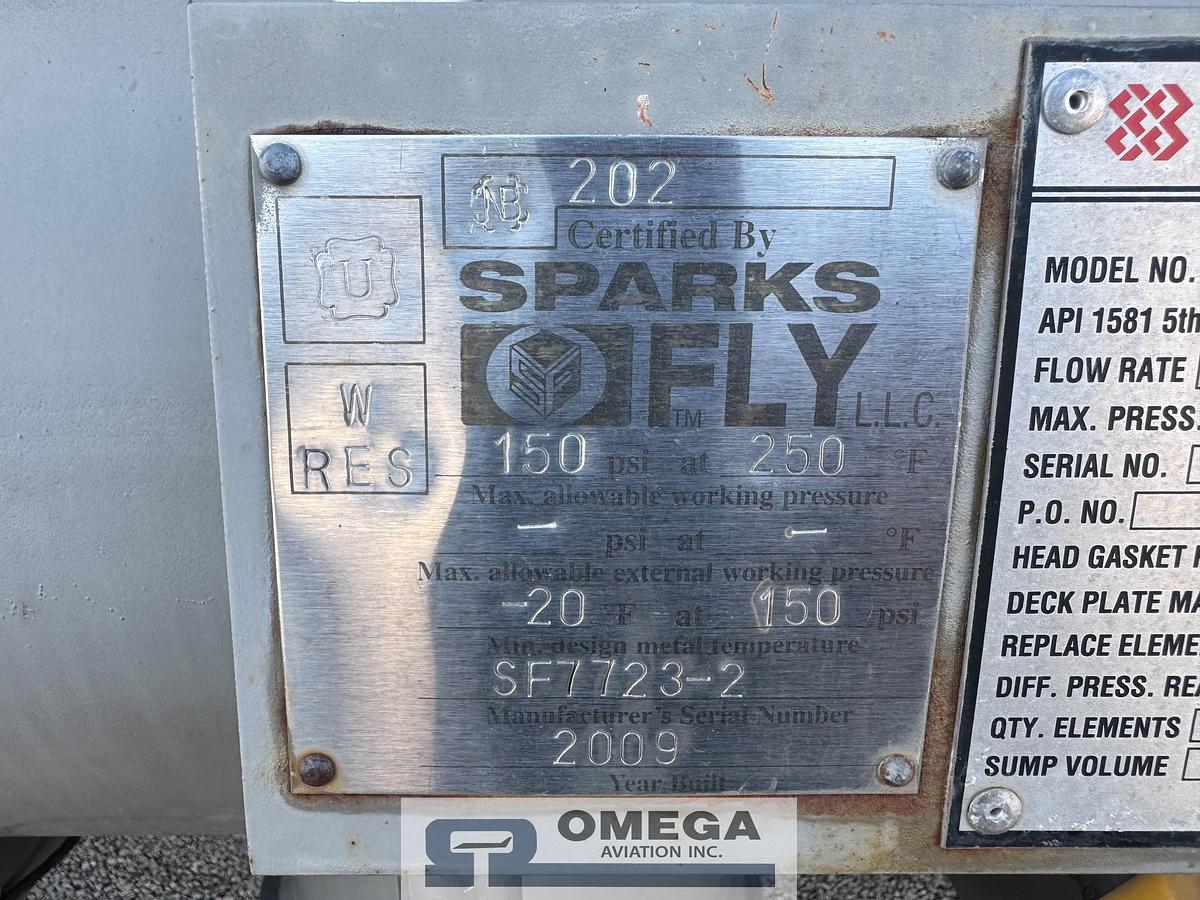 NB 202
U
Certified By
SPARKS
FLY L.L.C.
SF
TM
W
RES
150 psi at 250 °F
Max. allowable working pressure
— psi at — °F
Max. allowable external working pressure
-20 °F at 150 psi
Min. design metal temperature
SF7723-2
Manufacturer's Serial Number
2009
Year Built
MODEL NO.
API 1581 5th
FLOW RATE
MAX. PRESS.
SERIAL NO.
P.O. NO.
HEAD GASKET
DECK PLATE MA
REPLACE ELEME
DIFF. PRESS. REA
QTY. ELEMENTS
SUMP VOLUME
OMEGA
AVIATION INC.